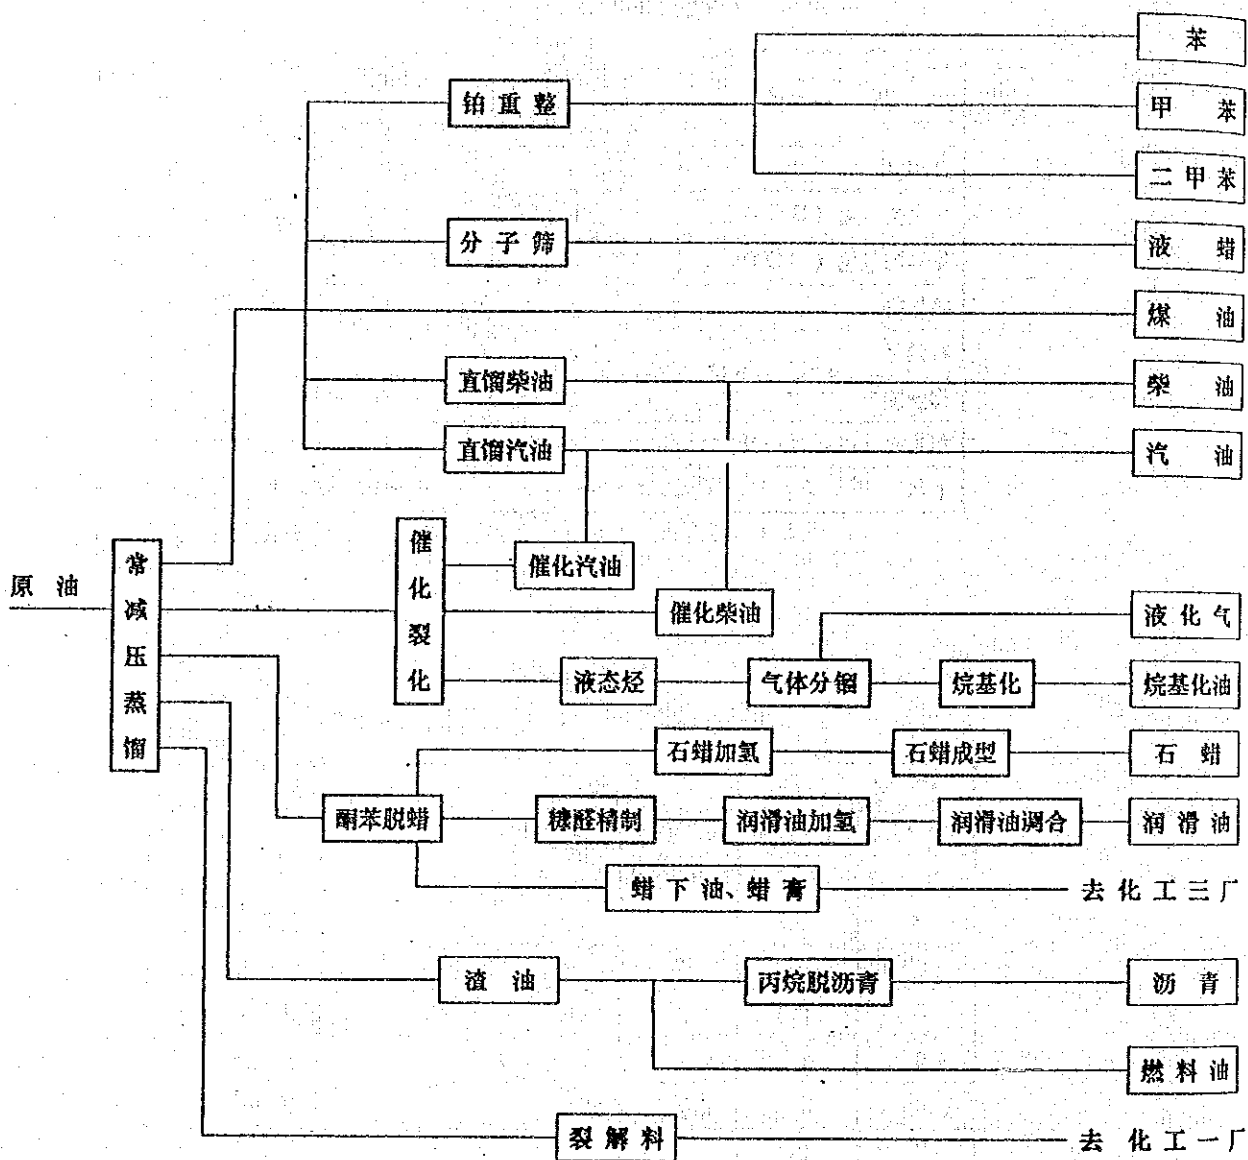 苯
铂重整
甲苯
二甲苯
分子筛
液蜡
煤油
直馏柴油
柴油
直馏汽油
汽油
原油
常减压蒸馏
催化裂化
催化汽油
催化柴油
液化气
液态烃
气体分馏
烷基化
烷基化油
石蜡加氢
石蜡成型
石蜡
酮苯脱蜡
糠醛精制
润滑油加氢
润滑油调合
润滑油
蜡下油、蜡膏
去化工三厂
渣油
丙烷脱沥青
沥青
燃料油
裂解料
去化工一厂